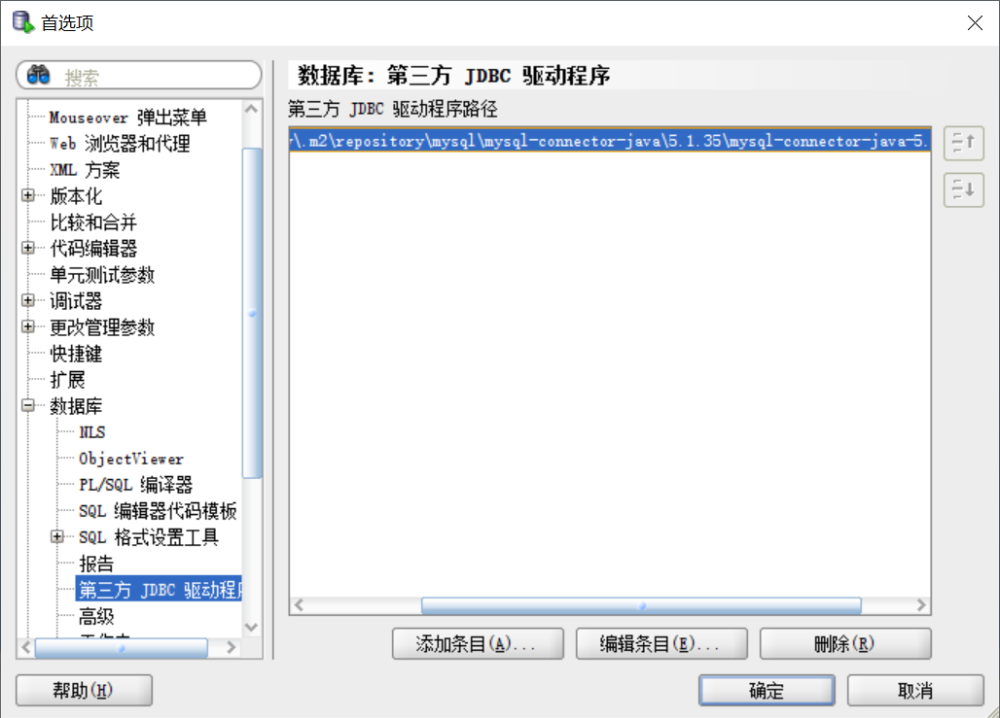 首选项
搜索
Mouseover 弹出菜单
Web 浏览器和代理
XML 方案
版本化
比较和合并
代码编辑器
单元测试参数
调试器
更改管理参数
快捷键
扩展
数据库
NLS
ObjectViewer
PL/SQL 编译器
SQL 编辑器代码模板
SQL 格式设置工具
报告
第三方 JDBC 驱动程
高级
数据库: 第三方 JDBC 驱动程序
第三方 JDBC 驱动程序路径
\.m2\repository\mysql\mysql-connector-java\5.1.35\mysql-connector-java-5.
添加条目(A)...
编辑条目(E)...
删除(R)
帮助(H)
确定
取消